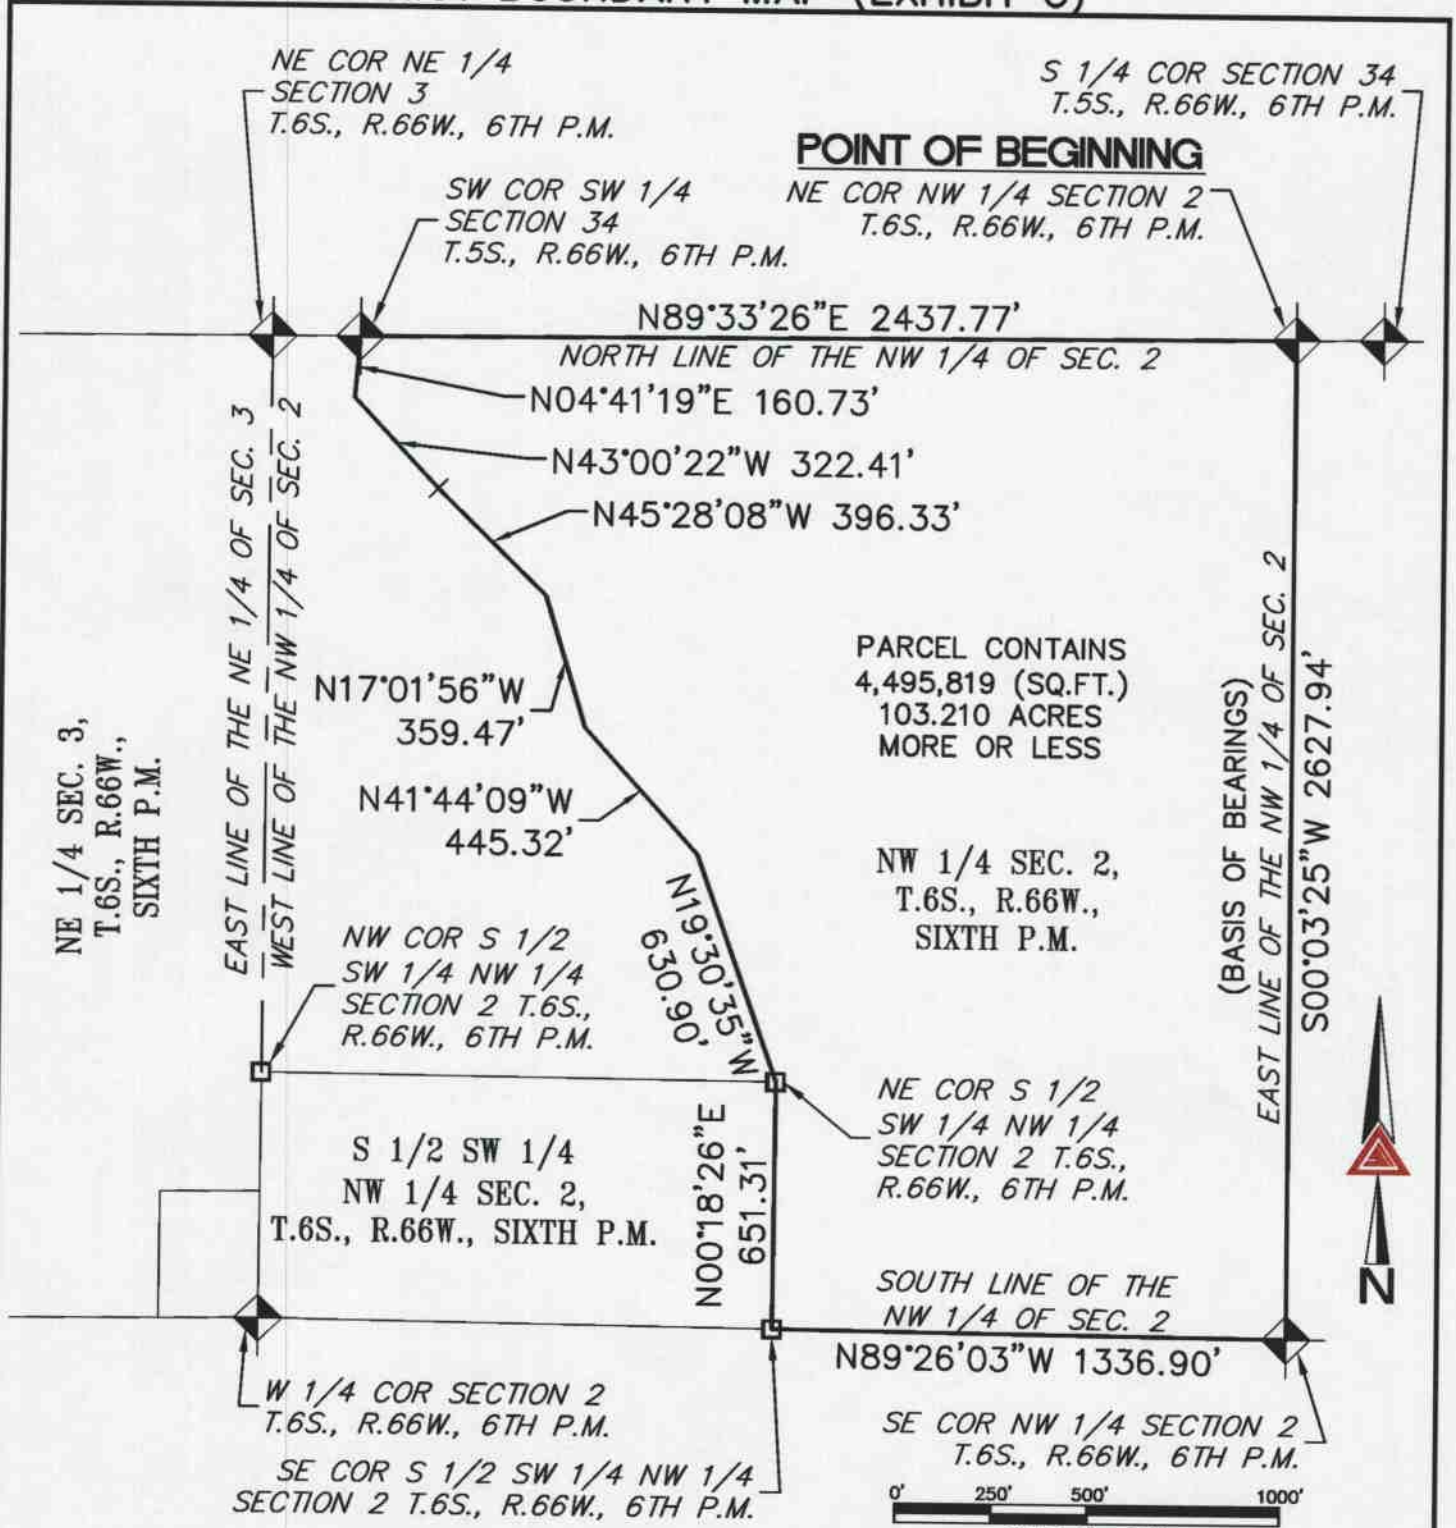 BOUNDARY MAP (EXHIBIT C)
NE COR NE 1/4
SECTION 3
T.6S., R.66W., 6TH P.M.
S 1/4 COR SECTION 34
T.5S., R.66W., 6TH P.M.
POINT OF BEGINNING
NE COR NW 1/4 SECTION 2
T.6S., R.66W., 6TH P.M.
SW COR SW 1/4
SECTION 34
T.5S., R.66W., 6TH P.M.
N89°33'26"E 2437.77'
NORTH LINE OF THE NW 1/4 OF SEC. 2
N04°41'19"E 160.73'
N43°00'22"W 322.41'
N45°28'08"W 396.33'
EAST LINE OF THE NE 1/4 OF SEC. 3
WEST LINE OF THE NW 1/4 OF SEC. 2
N17°01'56"W
359.47'
PARCEL CONTAINS
4,495,819 (SQ.FT.)
103.210 ACRES
MORE OR LESS
N41°44'09"W
445.32'
NE 1/4 SEC. 3,
T.6S., R.66W.,
SIXTH P.M.
NW 1/4 SEC. 2,
T.6S., R.66W.,
SIXTH P.M.
(BASIS OF BEARINGS)
EAST LINE OF THE NW 1/4 OF SEC. 2
S00°03'25"W 2627.94'
N19°30'35"W
630.90'
NW COR S 1/2
SW 1/4 NW 1/4
SECTION 2 T.6S.,
R.66W., 6TH P.M.
NE COR S 1/2
SW 1/4 NW 1/4
SECTION 2 T.6S.,
R.66W., 6TH P.M.
S 1/2 SW 1/4
NW 1/4 SEC. 2,
T.6S., R.66W., SIXTH P.M.
N00°18'26"E
651.31'
N
SOUTH LINE OF THE
NW 1/4 OF SEC. 2
N89°26'03"W 1336.90'
W 1/4 COR SECTION 2
T.6S., R.66W., 6TH P.M.
SE COR NW 1/4 SECTION 2
T.6S., R.66W., 6TH P.M.
SE COR S 1/2 SW 1/4 NW 1/4
SECTION 2 T.6S., R.66W., 6TH P.M.
0' 250' 500' 1000'